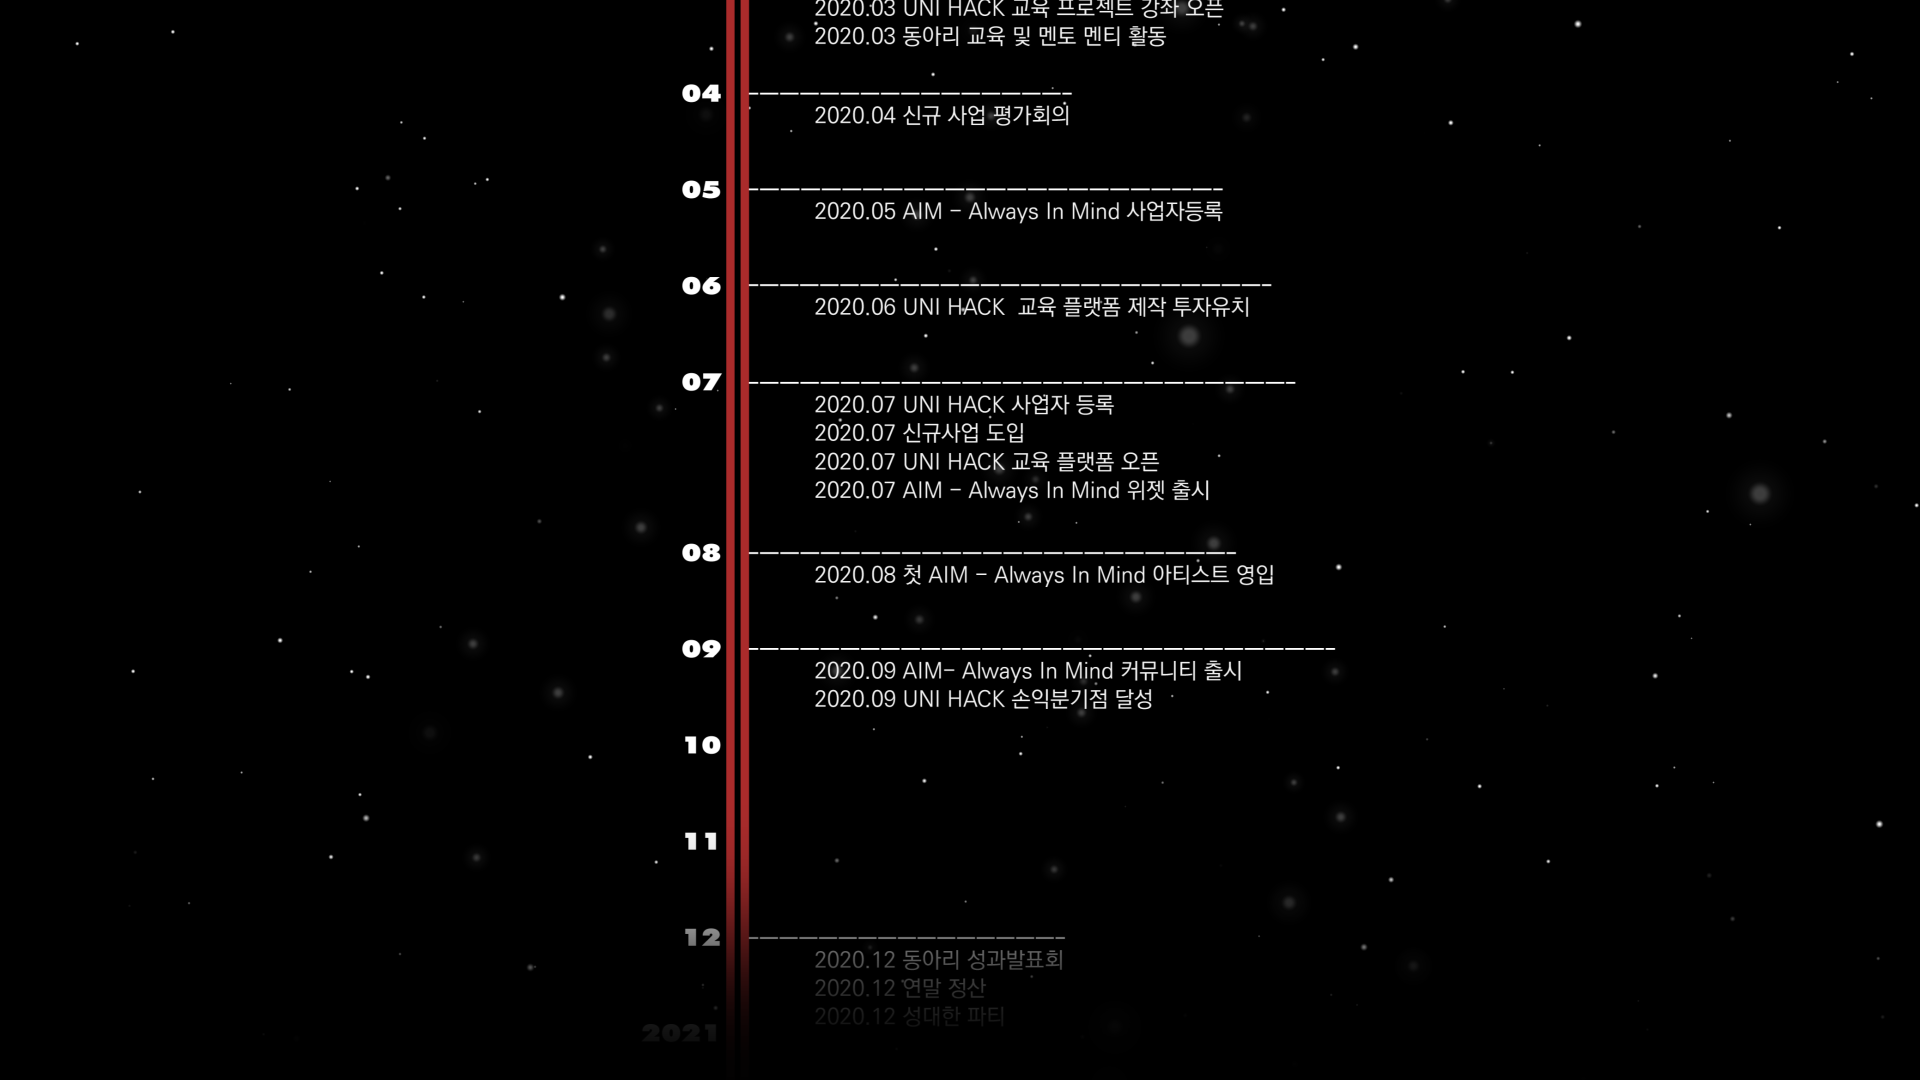 2020.03 UNI HACK 교육 프로젝트 강좌 오픈
2020.03 동아리 교육 및 멘토 멘티 활동
04
2020.04 신규 사업 평가회의
05
2020.05 AIM - Always In Mind 사업자등록
06
2020.06 UNI HACK 교육 플랫폼 제작 투자유치
07
2020.07 UNI HACK 사업자 등록
2020.07 신규사업 도입
2020.07 UNI HACK 교육 플랫폼 오픈
2020.07 AIM - Always In Mind 위젯 출시
08
2020.08 첫 AIM - Always In Mind 아티스트 영입
09
2020.09 AIM- Always In Mind 커뮤니티 출시
2020.09 UNI HACK 손익분기점 달성
10
11
12
2020.12 동아리 성과발표회
2020.12 연말 정산
2020.12 성대한 파티
2021